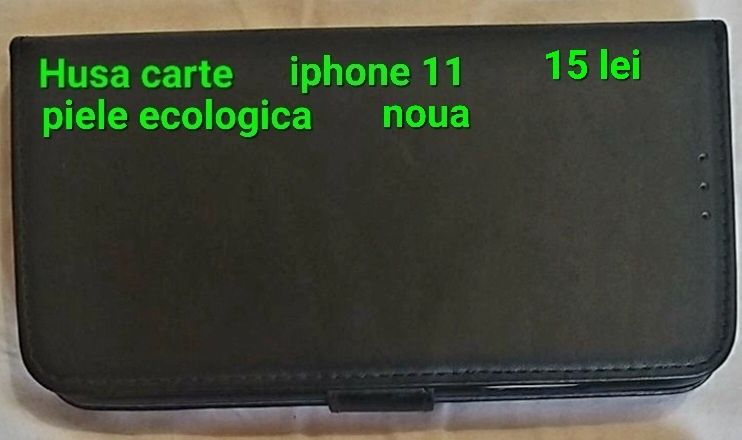 Husa carte iphone 11 15 lei
piele ecologica noua